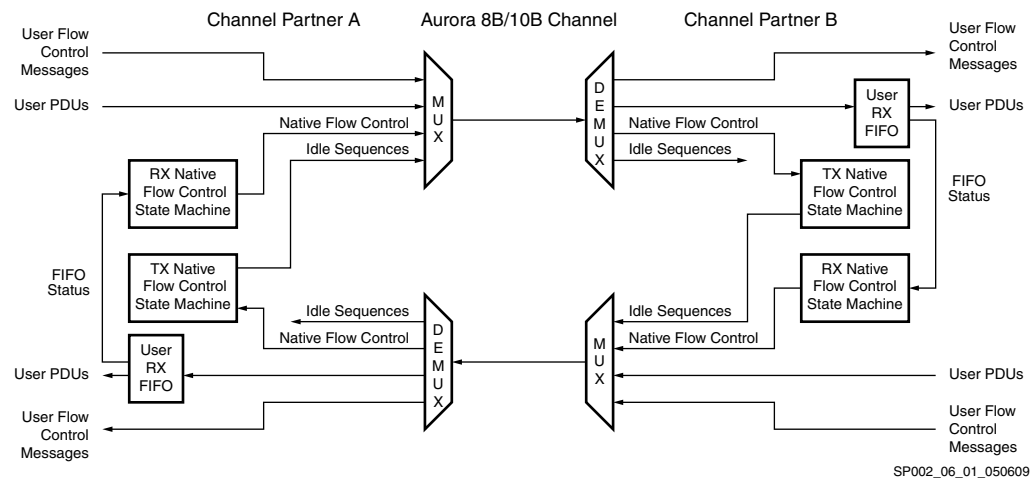 Channel Partner A
Aurora 8B/10B Channel
Channel Partner B
User Flow
Control
Messages
User PDUs
Native Flow Control
Idle Sequences
MUX
DEMUX
Native Flow Control
Idle Sequences
User
RX
FIFO
User Flow
Control
Messages
User PDUs
RX Native
Flow Control
State Machine
TX Native
Flow Control
State Machine
FIFO
Status
TX Native
Flow Control
State Machine
RX Native
Flow Control
State Machine
FIFO
Status
Idle Sequences
Native Flow Control
DEMUX
MUX
Idle Sequences
Native Flow Control
User
RX
FIFO
User PDUs
User Flow
Control
Messages
User PDUs
User Flow
Control
Messages
SP002_06_01_050609